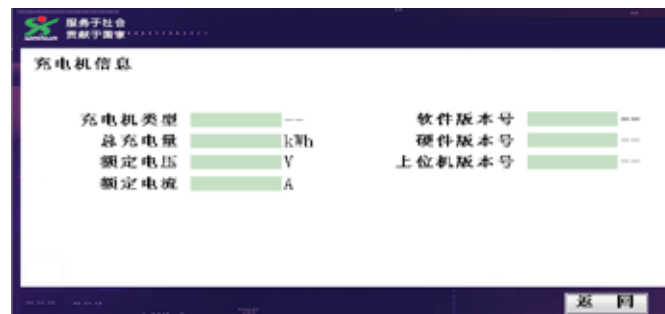 服务于社会
贡献于国家
充电机信息
充电机类型 -- 软件版本号 --
总充电量 kWh 硬件版本号 --
额定电压 V 上位机版本号 --
额定电流 A
返 回